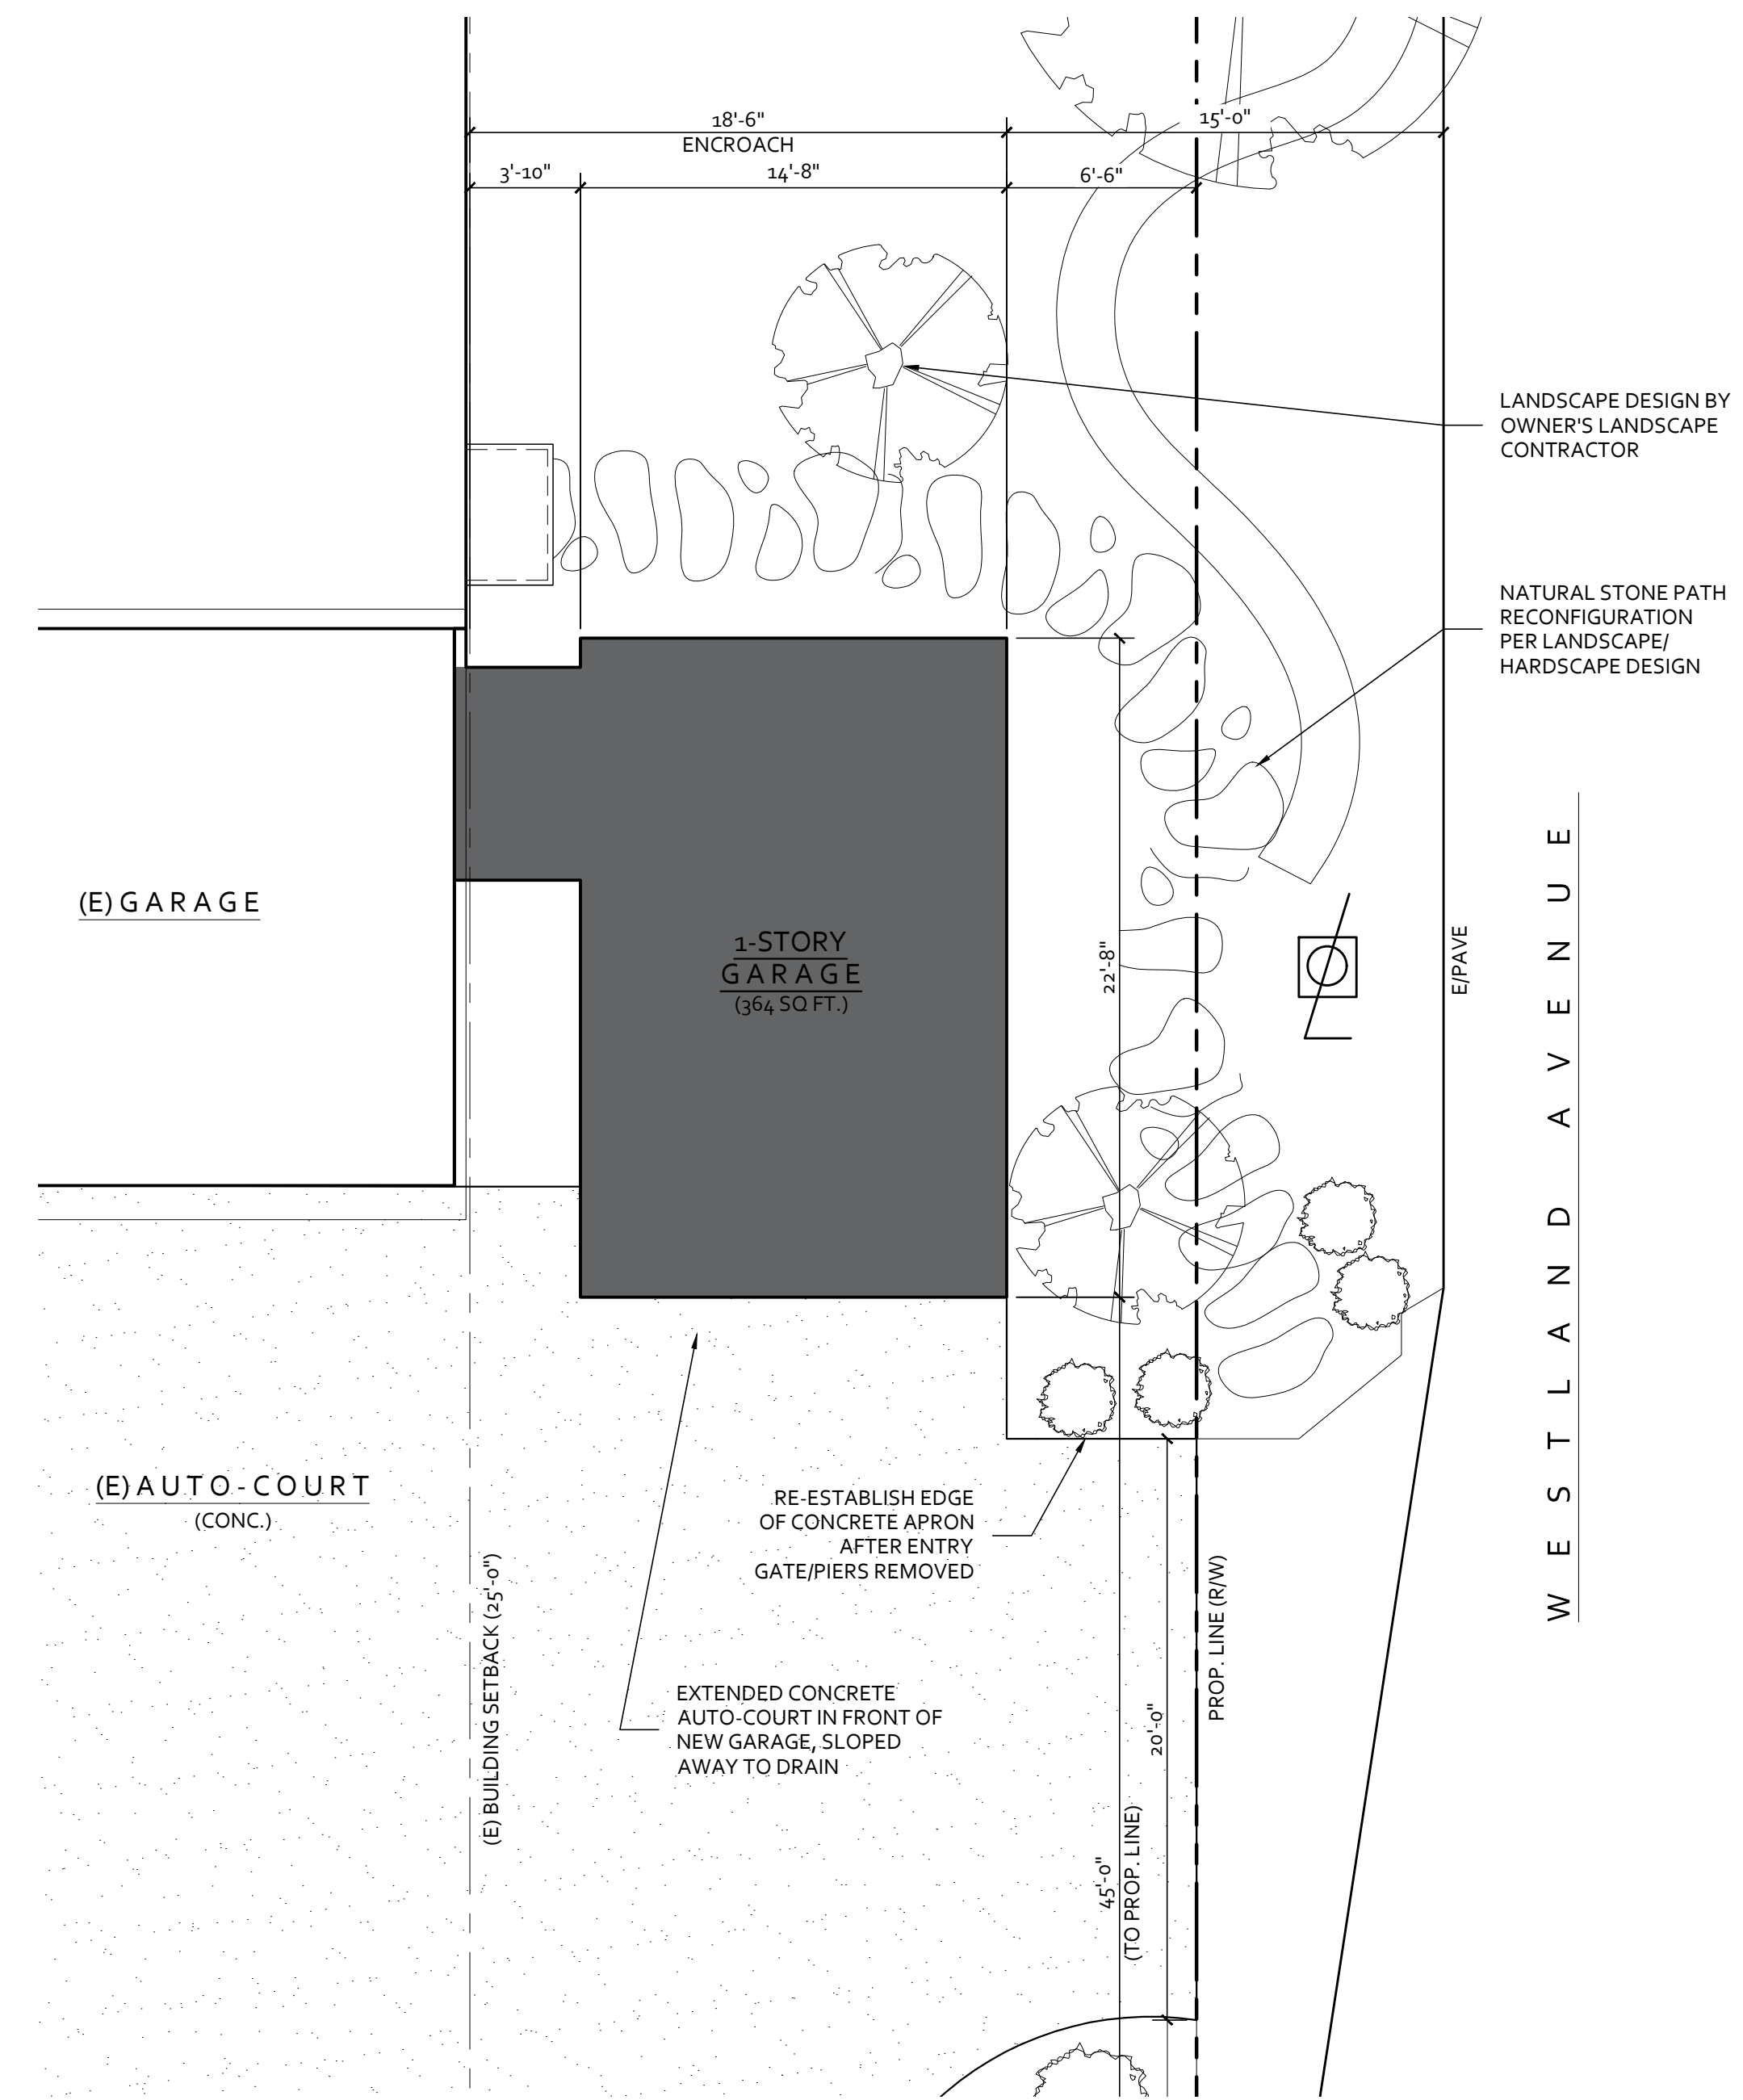 18'-6"
ENCROACH
15'-0"
3'-10"
14'-8"
6'-6"
LANDSCAPE DESIGN BY
OWNER'S LANDSCAPE
CONTRACTOR
NATURAL STONE PATH
RECONFIGURATION
PER LANDSCAPE/
HARDSCAPE DESIGN
(E) GARAGE
1-STORY
GARAGE
(364 SQ FT.)
22'-8"
E/PAVE
WESTLAND AVENUE
(E) AUTO-COURT
(CONC.)
RE-ESTABLISH EDGE
OF CONCRETE APRON
AFTER ENTRY
GATE/PIERS REMOVED
(E) BUILDING SETBACK (25'-0")
PROP. LINE (R/W)
EXTENDED CONCRETE
AUTO-COURT IN FRONT OF
NEW GARAGE, SLOPED
AWAY TO DRAIN
20'-0"
45'-0"
(TO PROP. LINE)